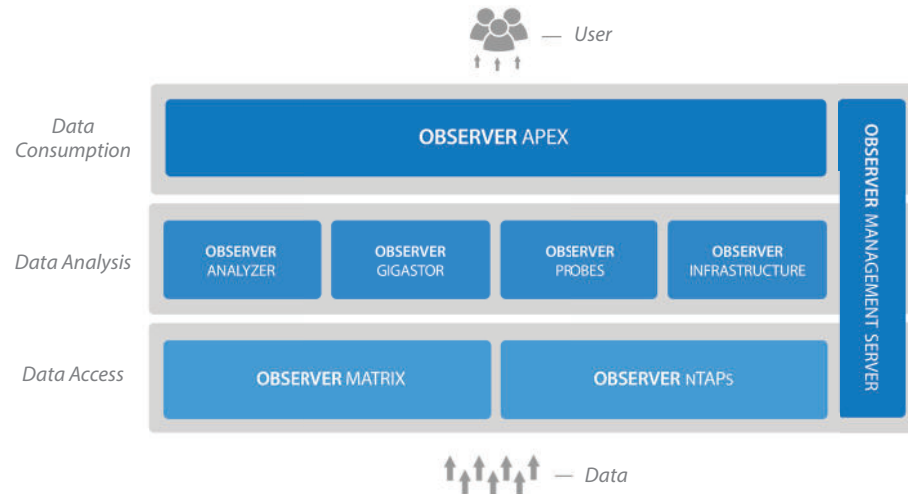 — User
Data
Consumption
OBSERVER APEX
OBSERVER MANAGEMENT SERVER
Data Analysis
OBSERVER
ANALYZER
OBSERVER
GIGASTOR
OBSERVER
PROBES
OBSERVER
INFRASTRUCTURE
Data Access
OBSERVER MATRIX
OBSERVER nTAPs
— Data